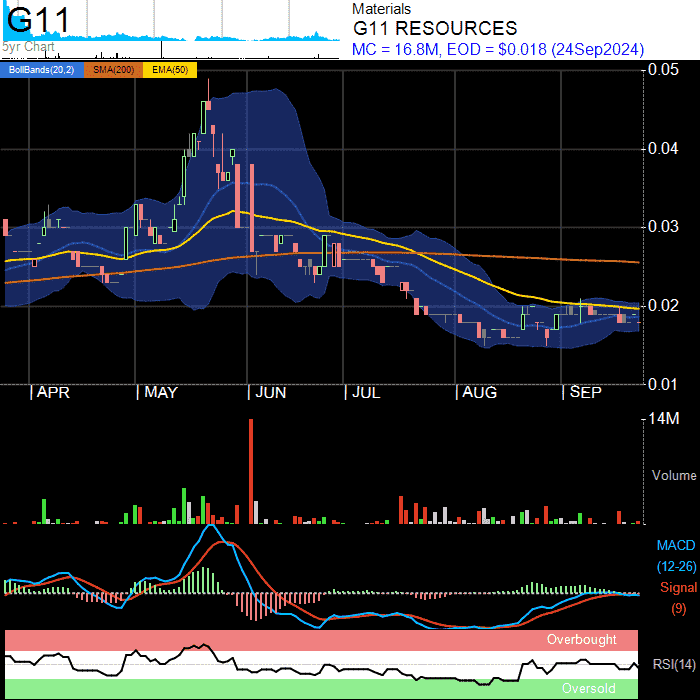 G11
5yr Chart
Materials
G11 RESOURCES
MC = 16.8M, EOD = $0.018 (24Sep2024)
BollBands(20,2) SMA(200) EMA(50)
0.05
0.04
0.03
0.02
0.01
APR MAY JUN JUL AUG SEP
14M
Volume
MACD
(12-26)
Signal
(9)
Overbought
RSI(14)
Oversold